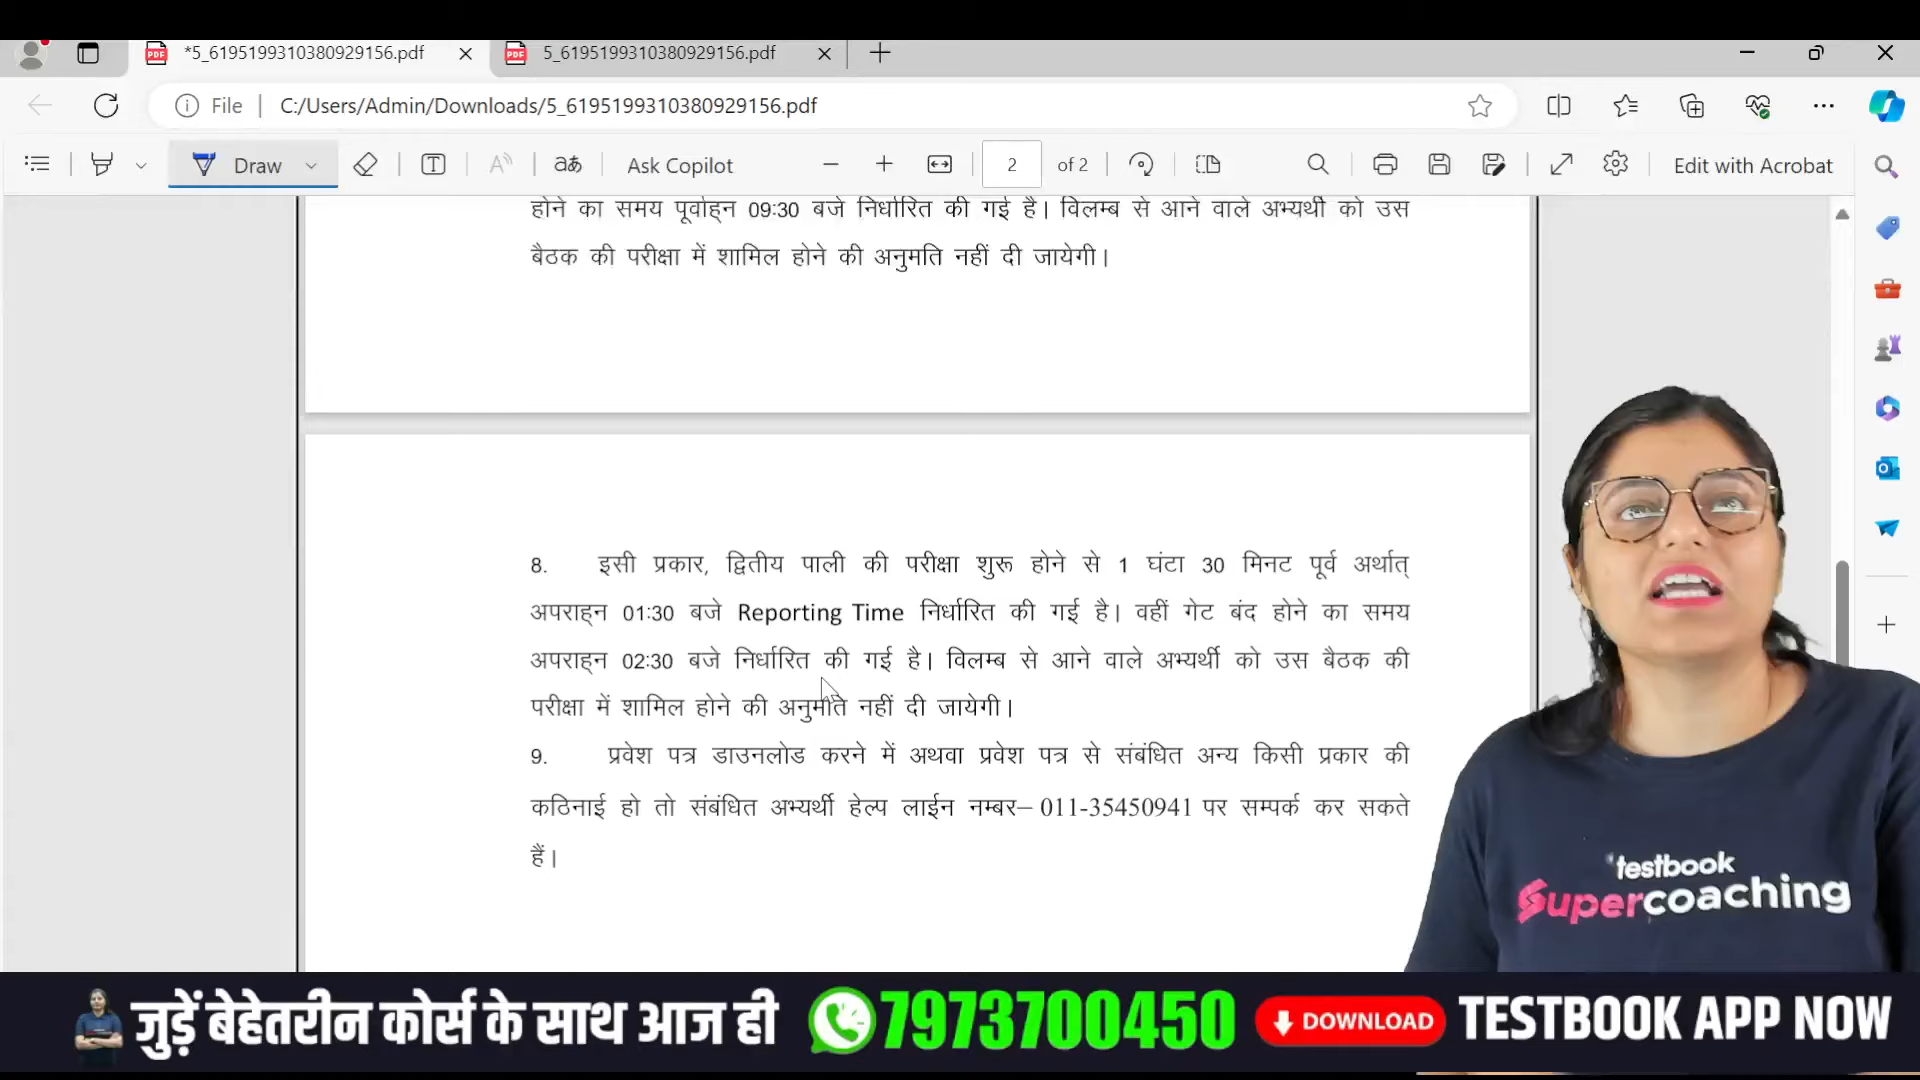 *5_6195199310380929156.pdf
5_6195199310380929156.pdf
File
C:/Users/Admin/Downloads/5_6195199310380929156.pdf
Draw
Ask Copilot
2 of 2
Edit with Acrobat
होने का समय पूर्वाह्न 09:30 बजे निर्धारित की गई है। विलम्ब से आने वाले अभ्यर्थी को उस
बैठक की परीक्षा में शामिल होने की अनुमति नहीं दी जायेगी।
8. इसी प्रकार, द्वितीय पाली की परीक्षा शुरू होने से 1 घंटा 30 मिनट पूर्व अर्थात्
अपराह्न 01:30 बजे Reporting Time निर्धारित की गई है। वहीं गेट बंद होने का समय
अपराह्न 02:30 बजे निर्धारित की गई है। विलम्ब से आने वाले अभ्यर्थी को उस बैठक की
परीक्षा में शामिल होने की अनुमति नहीं दी जायेगी।
9. प्रवेश पत्र डाउनलोड करने में अथवा प्रवेश पत्र से संबंधित अन्य किसी प्रकार की
कठिनाई हो तो संबंधित अभ्यर्थी हेल्प लाईन नम्बर– 011-35450941 पर सम्पर्क कर सकते
हैं।
testbook
Supercoaching
जुड़ें बेहेतरीन कोर्स के साथ आज ही
7973700450
DOWNLOAD
TESTBOOK APP NOW